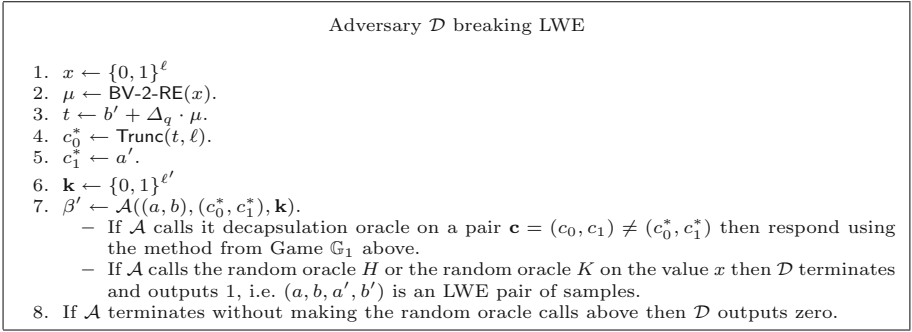 Adversary 𝒟 breaking LWE
1. x ← {0, 1}^ℓ
2. μ ← BV-2-RE(x).
3. t ← b′ + Δ_q · μ.
4. c_0^* ← Trunc(t, ℓ).
5. c_1^* ← a′.
6. k ← {0, 1}^ℓ′
7. β′ ← 𝒜((a, b), (c_0^*, c_1^*), k).
– If 𝒜 calls it decapsulation oracle on a pair c = (c_0, c_1) ≠ (c_0^*, c_1^*) then respond using
the method from Game 𝔾_1 above.
– If 𝒜 calls the random oracle H or the random oracle K on the value x then 𝒟 terminates
and outputs 1, i.e. (a, b, a′, b′) is an LWE pair of samples.
8. If 𝒜 terminates without making the random oracle calls above then 𝒟 outputs zero.